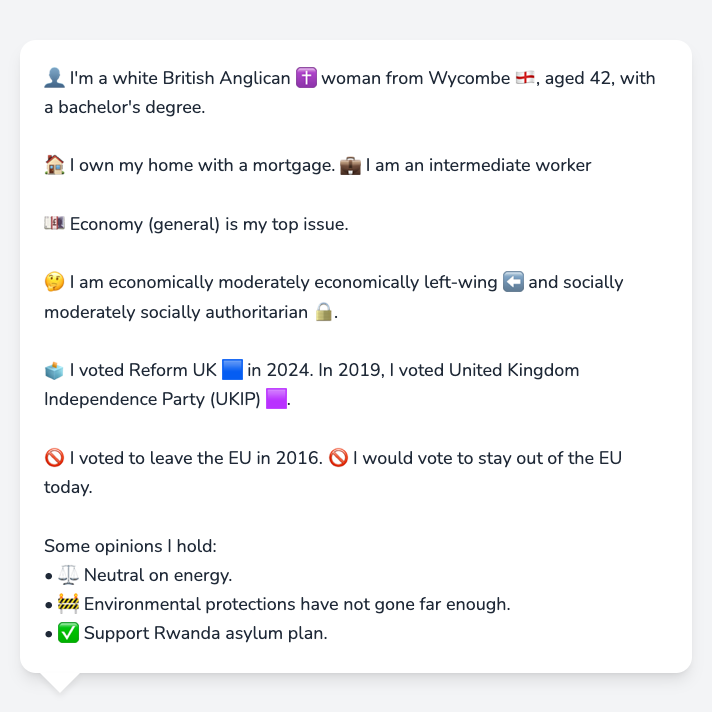 👤 I'm a white British Anglican ✝️ woman from Wycombe 🏴󠁧󠁢󠁥󠁮󠁧󠁿, aged 42, with
a bachelor's degree.
🏠 I own my home with a mortgage. 💼 I am an intermediate worker
💷 Economy (general) is my top issue.
🤔 I am economically moderately economically left-wing ⬅️ and socially
moderately socially authoritarian 🔒.
🗳️ I voted Reform UK 🟦 in 2024. In 2019, I voted United Kingdom
Independence Party (UKIP) 🟪.
🚫 I voted to leave the EU in 2016. 🚫 I would vote to stay out of the EU
today.
Some opinions I hold:
• ⚖️ Neutral on energy.
• 🚧 Environmental protections have not gone far enough.
• ✅ Support Rwanda asylum plan.